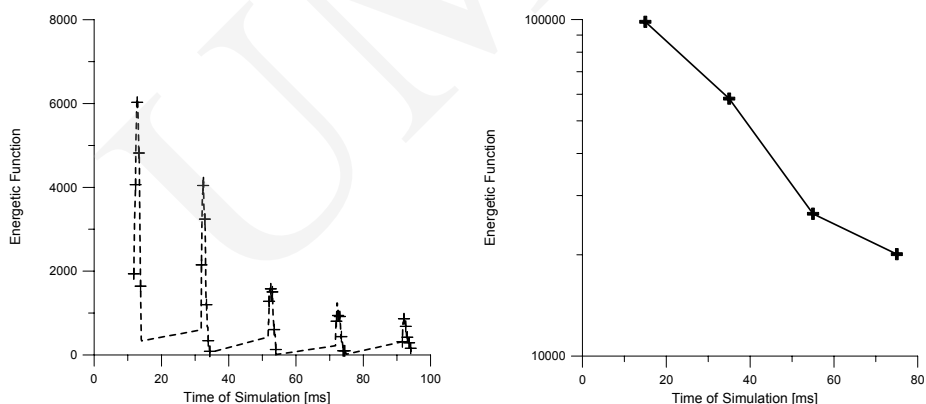 8000
6000
4000
2000
0
Energetic Function
0 20 40 60 80 100
Time of Simulation [ms]
100000
10000
Energetic Function
0 20 40 60 80
Time of Simulation [ms]
UM